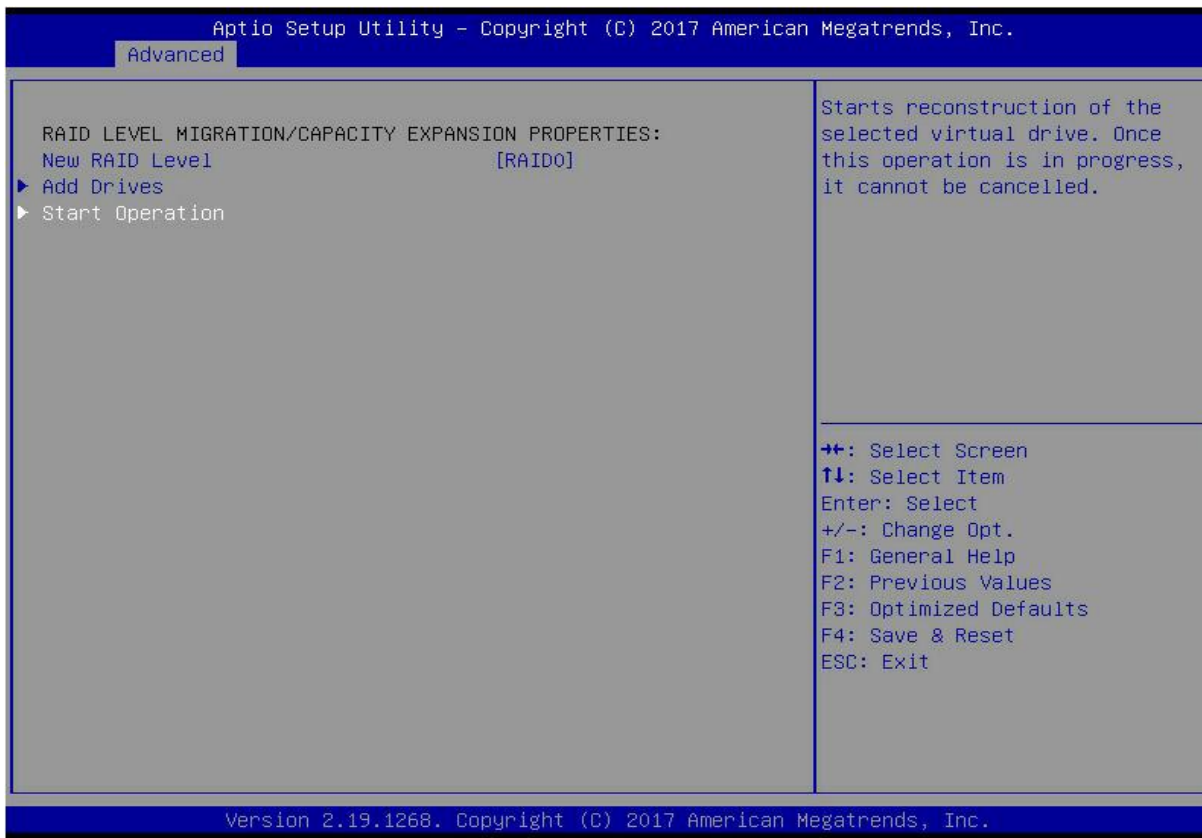 Aptio Setup Utility – Copyright (C) 2017 American Megatrends, Inc.
Advanced
RAID LEVEL MIGRATION/CAPACITY EXPANSION PROPERTIES:
New RAID Level [RAID0]
▶ Add Drives
▶ Start Operation
Starts reconstruction of the
selected virtual drive. Once
this operation is in progress,
it cannot be cancelled.
→←: Select Screen
↑↓: Select Item
Enter: Select
+/-: Change Opt.
F1: General Help
F2: Previous Values
F3: Optimized Defaults
F4: Save & Reset
ESC: Exit
Version 2.19.1268. Copyright (C) 2017 American Megatrends, Inc.